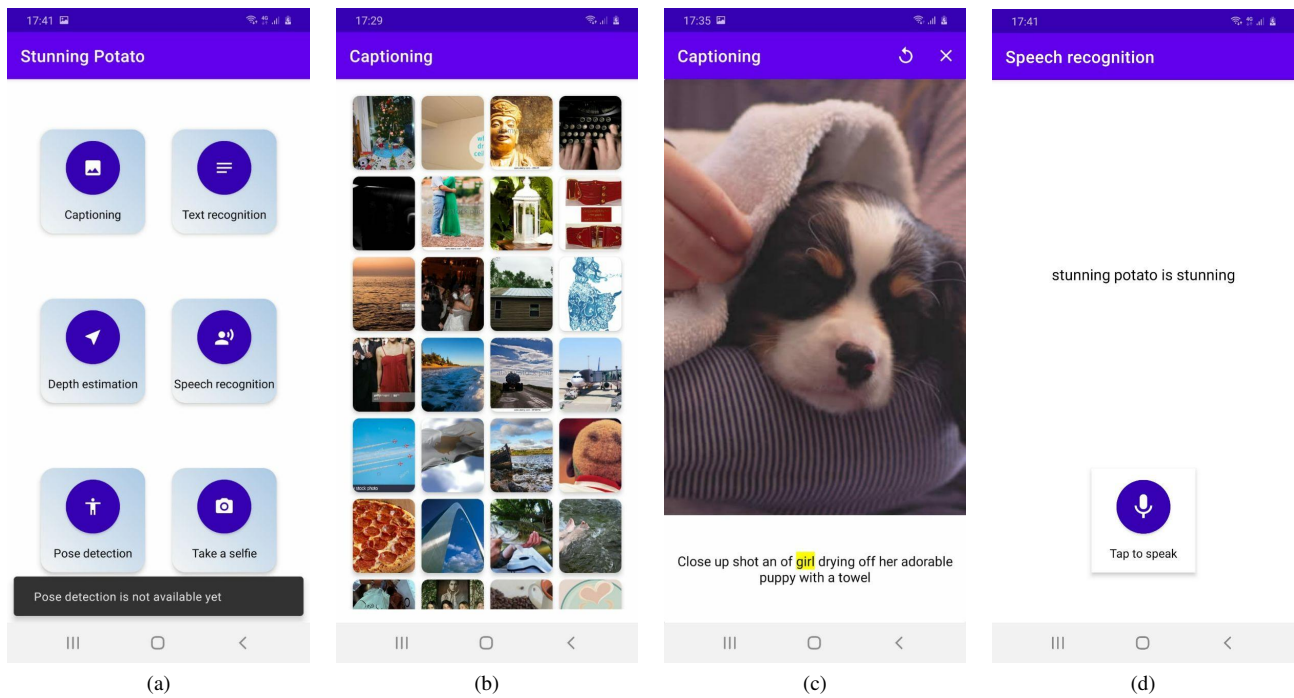 17:41
Stunning Potato
Captioning
Text recognition
Depth estimation
Speech recognition
Pose detection
Take a selfie
Pose detection is not available yet
(a)
17:29
Captioning
(b)
17:35
Captioning
Close up shot an of girl drying off her adorable
puppy with a towel
(c)
17:41
Speech recognition
stunning potato is stunning
Tap to speak
(d)